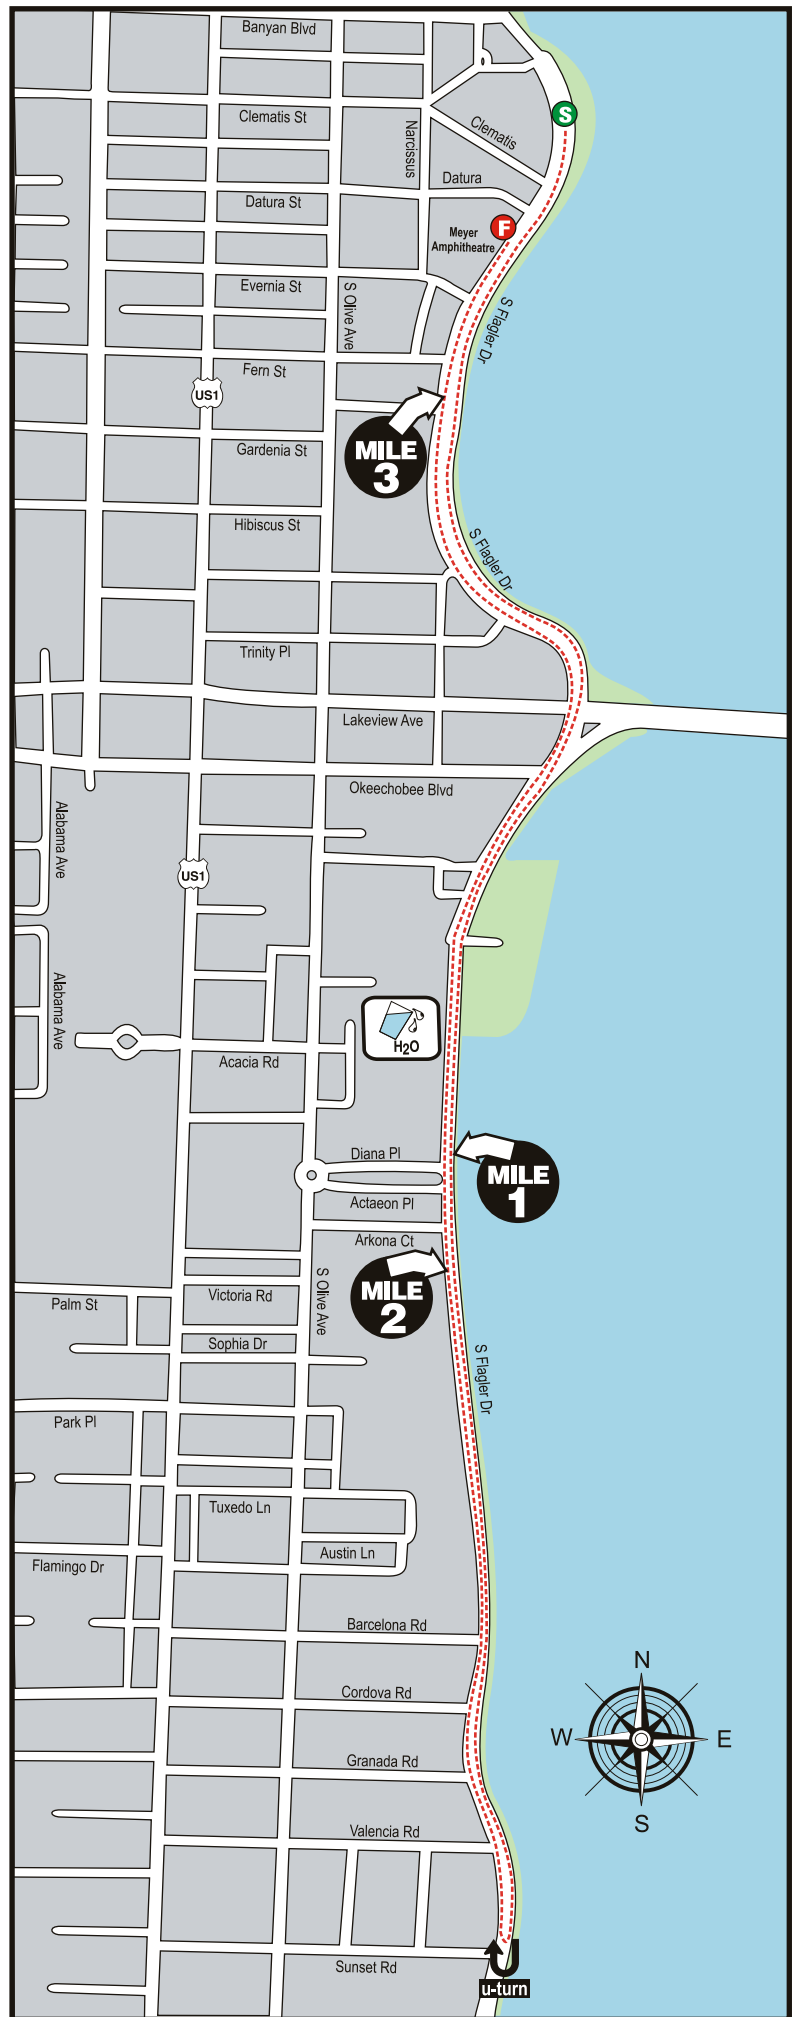 Banyan Blvd
Clematis St
Narcissus
Clematis
S
Datura
Datura St
Meyer
Amphitheatre
F
Evernia St
S Olive Ave
S Flagler Dr
Fern St
US1
MILE
3
Gardenia St
Hibiscus St
S Flagler Dr
Trinity Pl
Lakeview Ave
Okeechobee Blvd
Alabama Ave
US1
Alabama Ave
H2O
Acacia Rd
Diana Pl
MILE
1
Actaeon Pl
Arkona Ct
MILE
2
Victoria Rd
S Olive Ave
Palm St
Sophia Dr
S Flagler Dr
Park Pl
Tuxedo Ln
Austin Ln
Flamingo Dr
Barcelona Rd
N
Cordova Rd
W
E
Granada Rd
S
Valencia Rd
Sunset Rd
u-turn